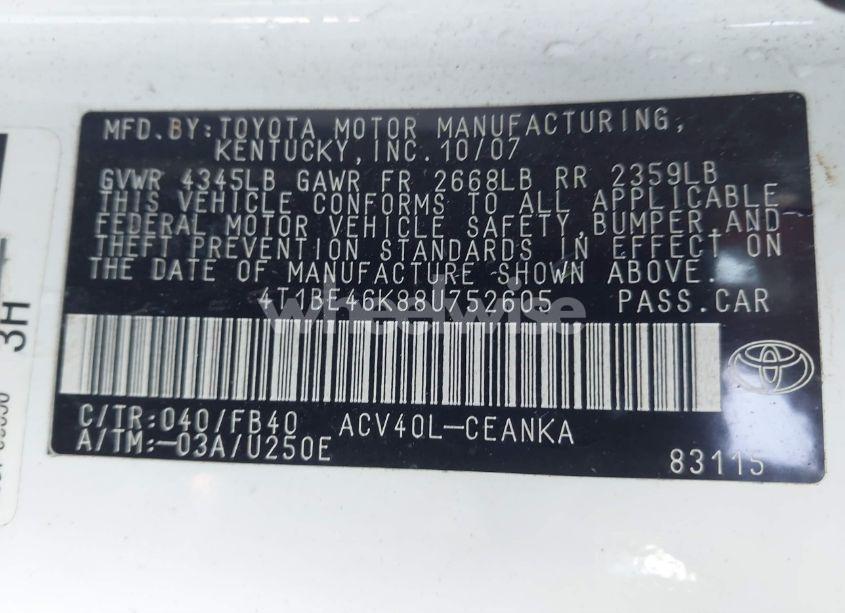 MFD.BY:TOYOTA MOTOR MANUFACTURING,
KENTUCKY,INC.10/07
GVWR 4345LB GAWR FR 2668LB RR 2359LB
THIS VEHICLE CONFORMS TO ALL APPLICABLE
FEDERAL MOTOR VEHICLE SAFETY,BUMPER,AND
THEFT PREVENTION STANDARDS IN EFFECT ON
THE DATE OF MANUFACTURE SHOWN ABOVE.
4T1BE46K88U752605 PASS.CAR
wheelwise
C/TR:040/FB40 ACV40L-CEANKA
A/TM:-03A/U250E 83115
3H